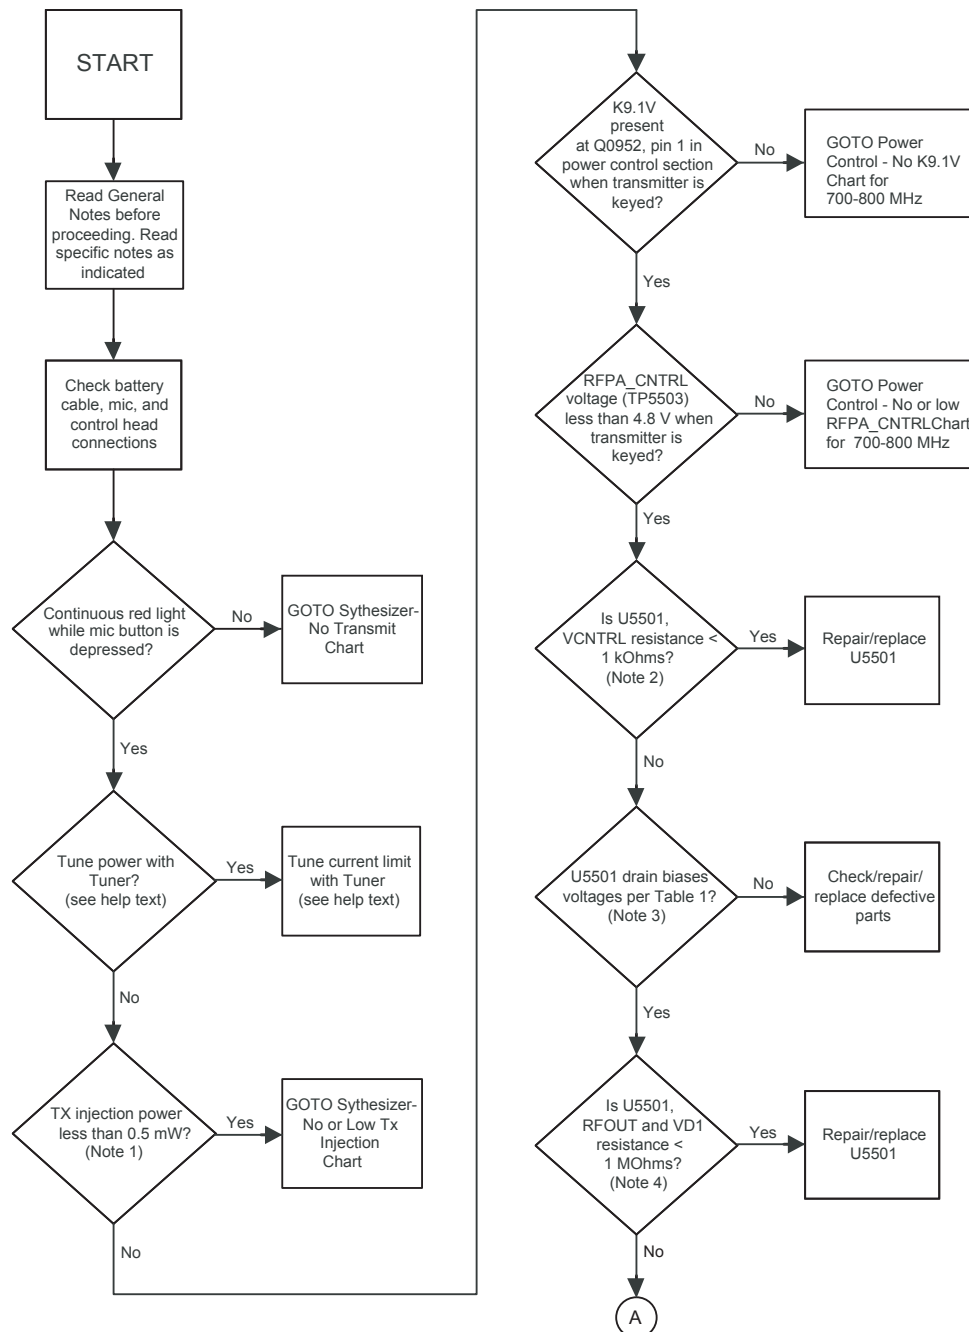 START
Read General
Notes before
proceeding. Read
specific notes as
indicated
Check battery
cable, mic, and
control head
connections
Continuous red light
while mic button is
depressed?
No
GOTO Sythesizer-
No Transmit
Chart
Yes
Tune power with
Tuner?
(see help text)
Yes
Tune current limit
with Tuner
(see help text)
No
TX injection power
less than 0.5 mW?
(Note 1)
Yes
GOTO Sythesizer-
No or Low Tx
Injection
Chart
No
K9.1V
present
at Q0952, pin 1 in
power control section
when transmitter is
keyed?
No
GOTO Power
Control - No K9.1V
Chart for
700-800 MHz
Yes
RFPA_CNTRL
voltage (TP5503)
less than 4.8 V when
transmitter is
keyed?
No
GOTO Power
Control - No or low
RFPA_CNTRLChart
for 700-800 MHz
Yes
Is U5501,
VCNTRL resistance <
1 kOhms?
(Note 2)
Yes
Repair/replace
U5501
No
U5501 drain biases
voltages per Table 1?
(Note 3)
No
Check/repair/
replace defective
parts
Yes
Is U5501,
RFOUT and VD1
resistance <
1 MOhms?
(Note 4)
Yes
Repair/replace
U5501
No
A